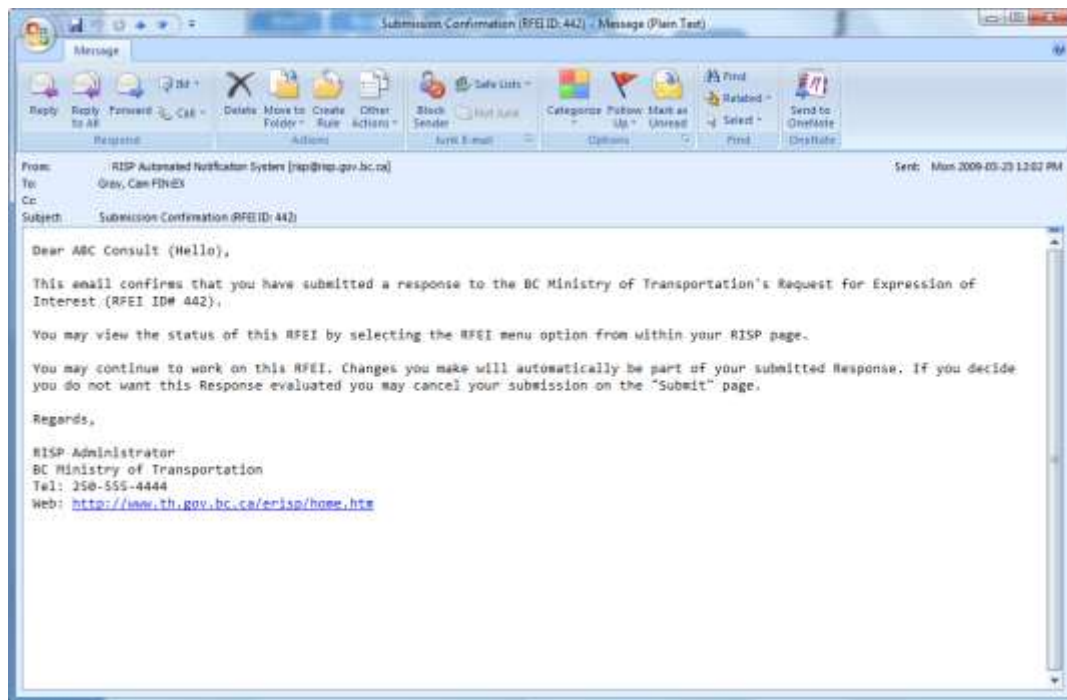 Submission Confirmation (RFEI ID: 442) - Message (Plain Text)
Message
Reply Reply to All Forward Call
Delete Move to Folder Create Rule Other Actions
Block Sender Safe Lists Not Junk
Categorize Follow Up Mark as Unread
Find Related Select
Send to OneNote
Respond Actions Junk E-mail Options Find OneNote
From: RISP Automated Notification System [risp@risp.gov.bc.ca] Sent: Mon 2009-03-23 12:02 PM
To: Gray, Cam FIN:EX
Cc:
Subject: Submission Confirmation (RFEI ID: 442)
Dear ABC Consult (Hello),
This email confirms that you have submitted a response to the BC Ministry of Transportation's Request for Expression of
Interest (RFEI ID# 442).
You may view the status of this RFEI by selecting the RFEI menu option from within your RISP page.
You may continue to work on this RFEI. Changes you make will automatically be part of your submitted Response. If you decide
you do not want this Response evaluated you may cancel your submission on the "Submit" page.
Regards,
RISP Administrator
BC Ministry of Transportation
Tel: 250-555-4444
Web: http://www.th.gov.bc.ca/erisp/home.htm